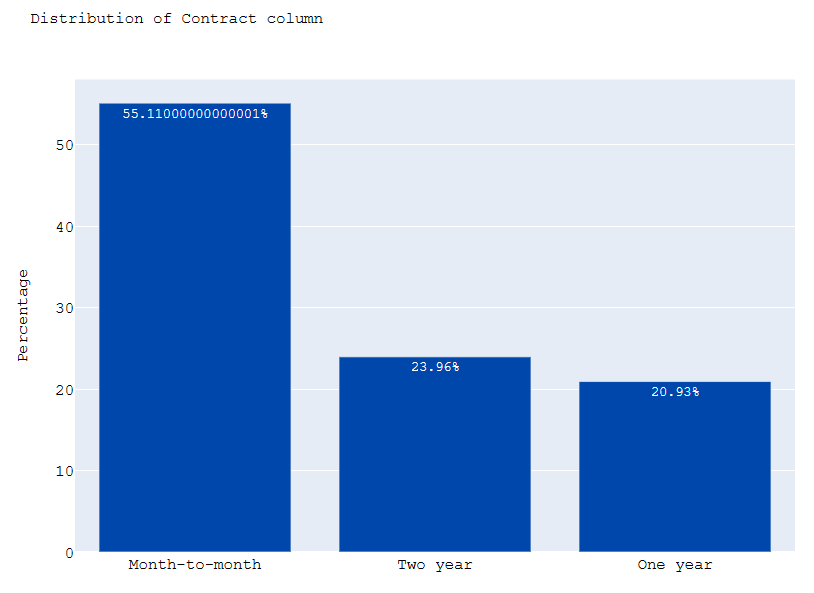 Distribution of Contract column
Percentage
50
40
30
20
10
0
55.11000000000001%
23.96%
20.93%
Month-to-month
Two year
One year